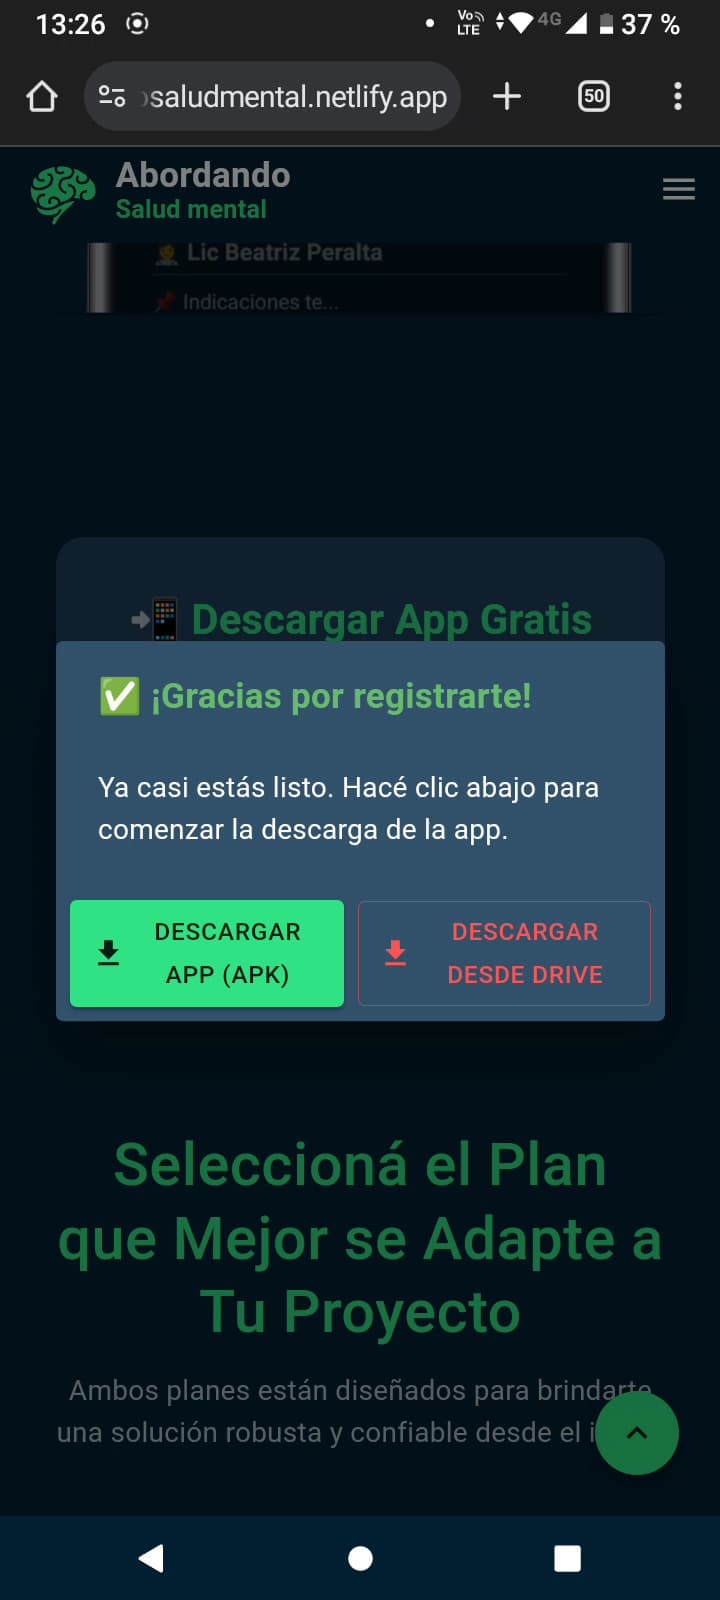 13:26 Vo LTE 4G 37 %
saludmental.netlify.app 50
Abordando
Salud mental
Lic Beatriz Peralta
Indicaciones te...
Descargar App Gratis
¡Gracias por registrarte!
Ya casi estás listo. Hacé clic abajo para
comenzar la descarga de la app.
DESCARGAR
APP (APK)
DESCARGAR
DESDE DRIVE
Seleccioná el Plan
que Mejor se Adapte a
Tu Proyecto
Ambos planes están diseñados para brindarte
una solución robusta y confiable desde el i